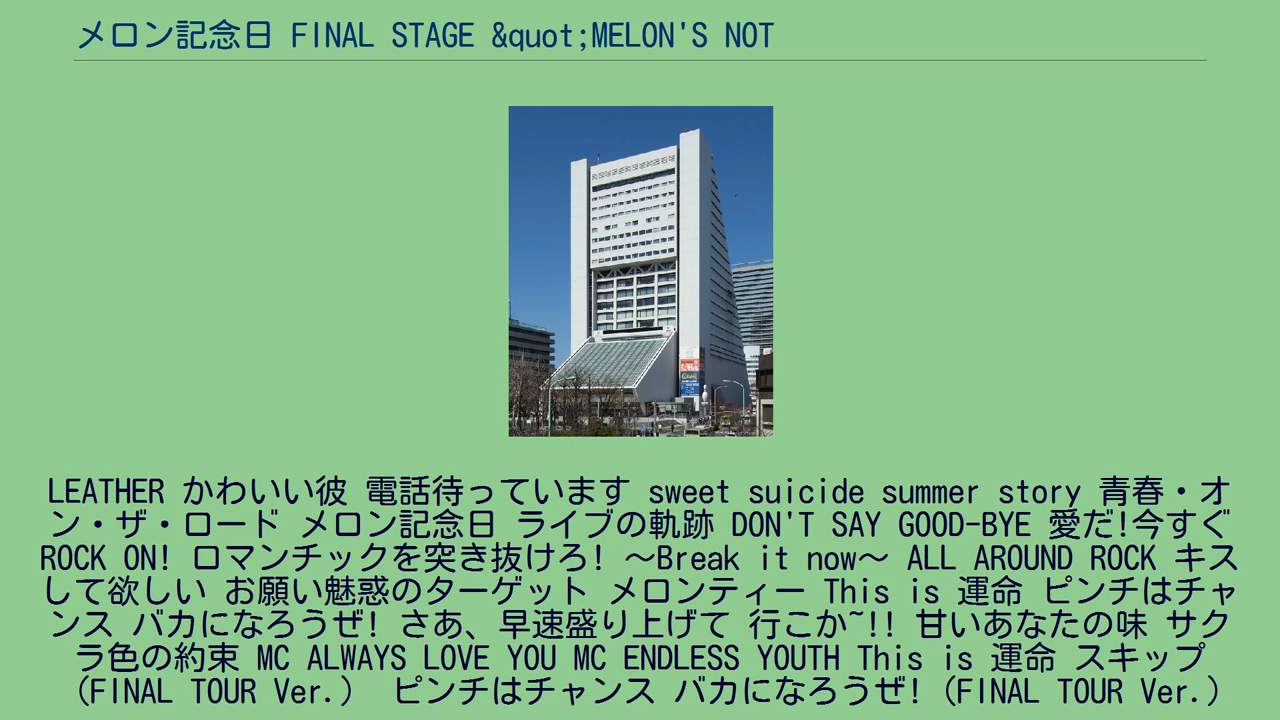 メロン記念日 FINAL STAGE &quot;MELON'S NOT
LEATHER かわいい彼 電話待っています sweet suicide summer story 青春・オ
ン・ザ・ロード メロン記念日 ライブの軌跡 DON'T SAY GOOD-BYE 愛だ!今すぐ
ROCK ON! ロマンチックを突き抜けろ! ～Break it now～ ALL AROUND ROCK キス
して欲しい お願い魅惑のターゲット メロンティー This is 運命 ピンチはチャ
ンス バカになろうぜ! さあ、早速盛り上げて 行こか~!! 甘いあなたの味 サク
ラ色の約束 MC ALWAYS LOVE YOU MC ENDLESS YOUTH This is 運命 スキップ
（FINAL TOUR Ver.） ピンチはチャンス バカになろうぜ!（FINAL TOUR Ver.）